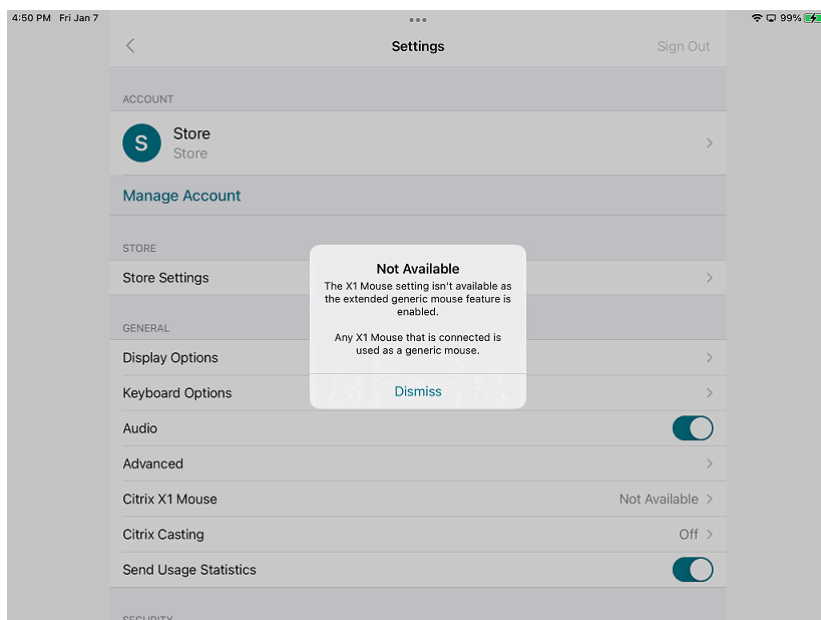 4:50 PM Fri Jan 7
99%
Settings
Sign Out
ACCOUNT
S
Store
Store
Manage Account
STORE
Store Settings
Not Available
The X1 Mouse setting isn't available as
the extended generic mouse feature is
enabled.
Any X1 Mouse that is connected is
used as a generic mouse.
Dismiss
GENERAL
Display Options
Keyboard Options
Audio
Advanced
Citrix X1 Mouse
Not Available
Citrix Casting
Off
Send Usage Statistics
SECURITY